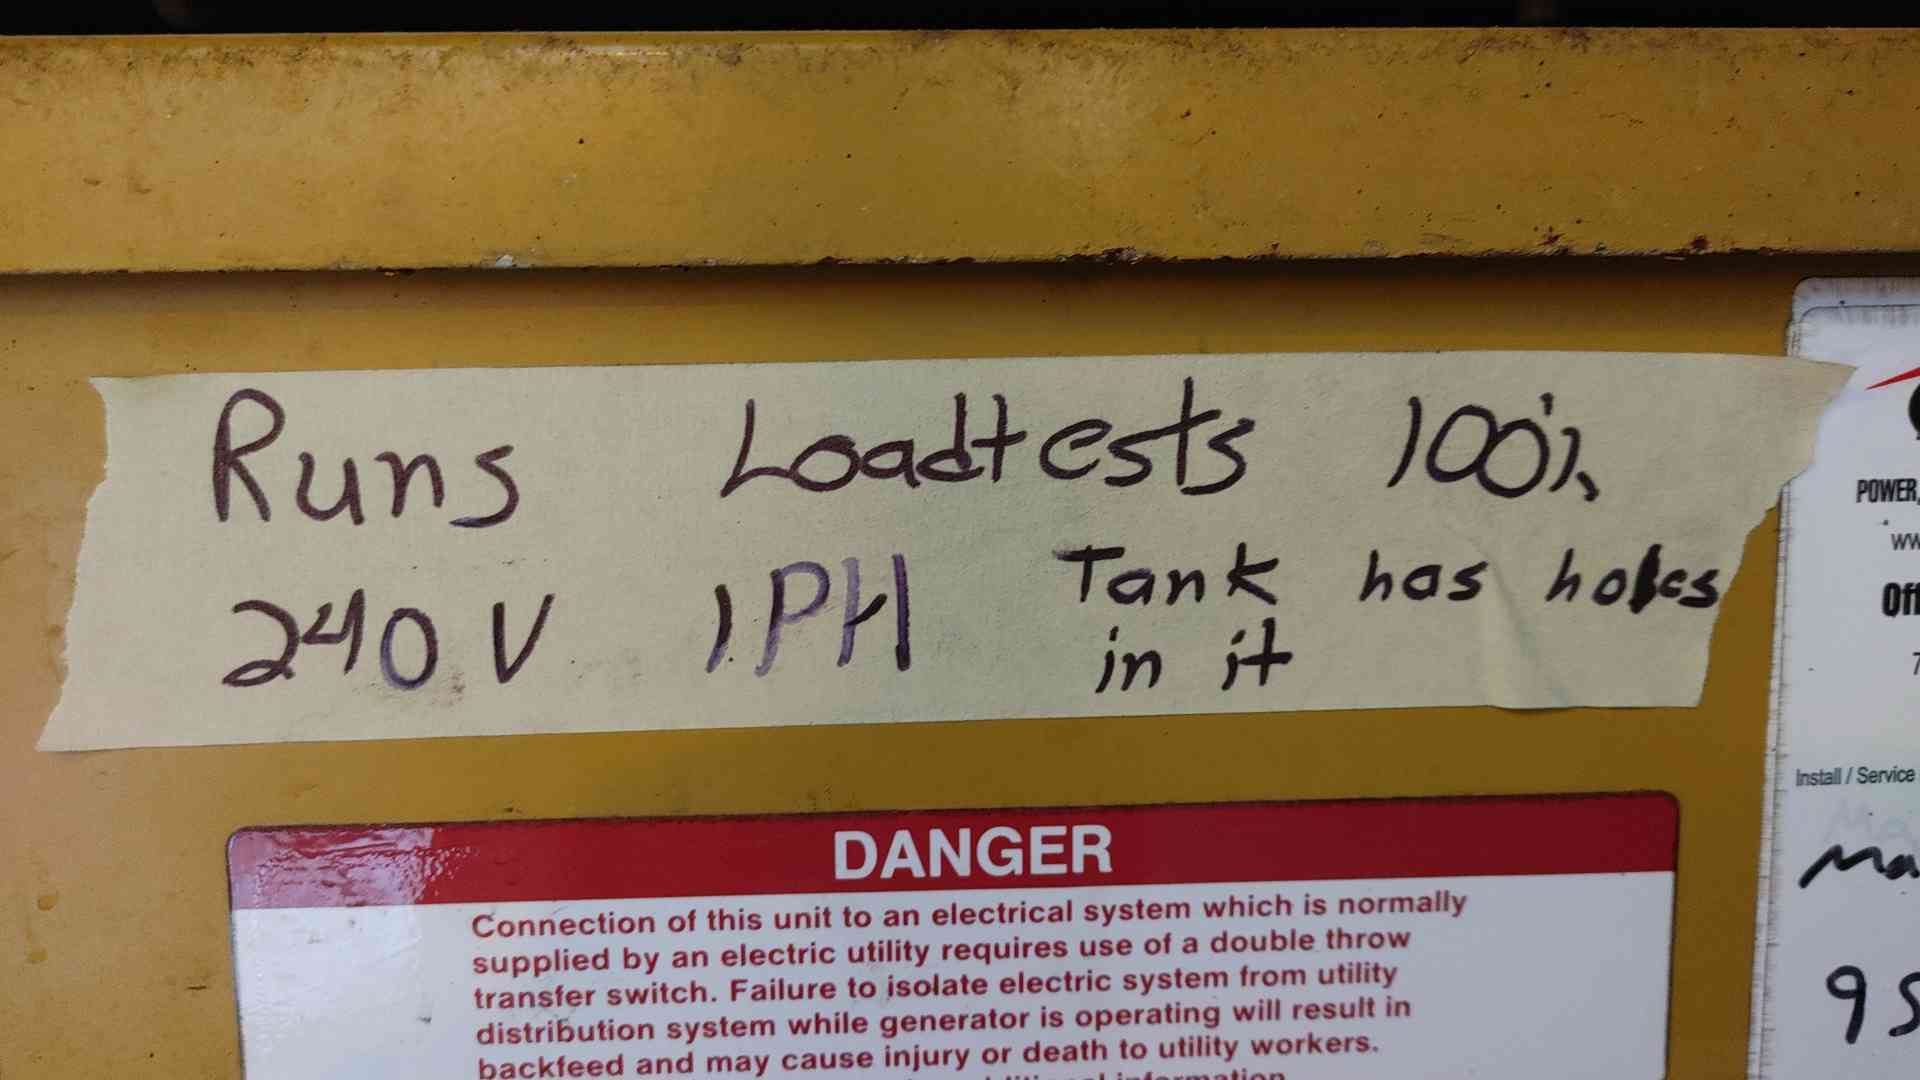 Runs Loadtests 100%
240 V 1PH Tank has holes
in it
DANGER
Connection of this unit to an electrical system which is normally
supplied by an electric utility requires use of a double throw
transfer switch. Failure to isolate electric system from utility
distribution system while generator is operating will result in
backfeed and may cause injury or death to utility workers.
information
POWER,
Install / Service
Ma